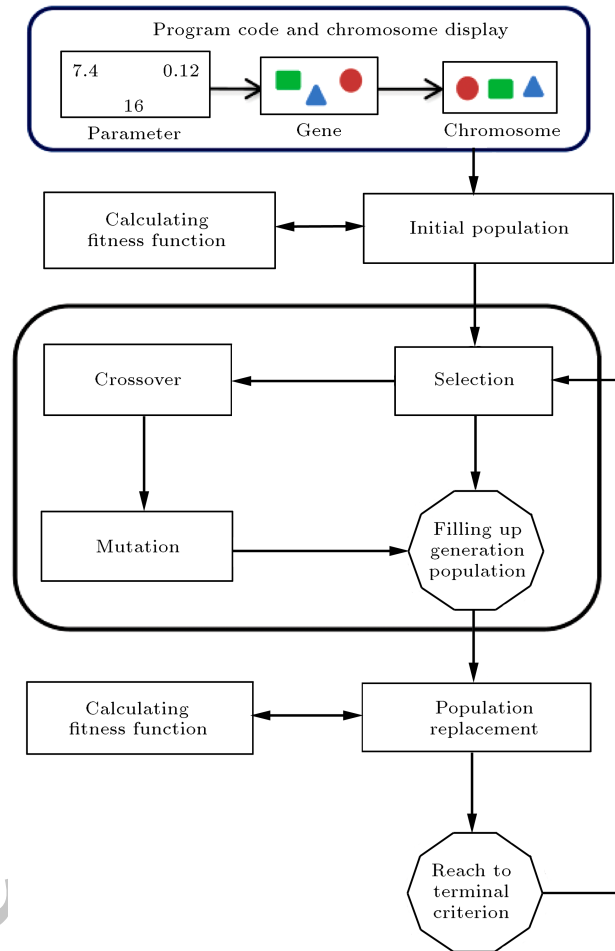 Program code and chromosome display
7.4 0.12
16
Parameter
Gene
Chromosome
Calculating
fitness function
Initial population
Crossover
Selection
Mutation
Filling up
generation
population
Calculating
fitness function
Population
replacement
Reach to
terminal
criterion